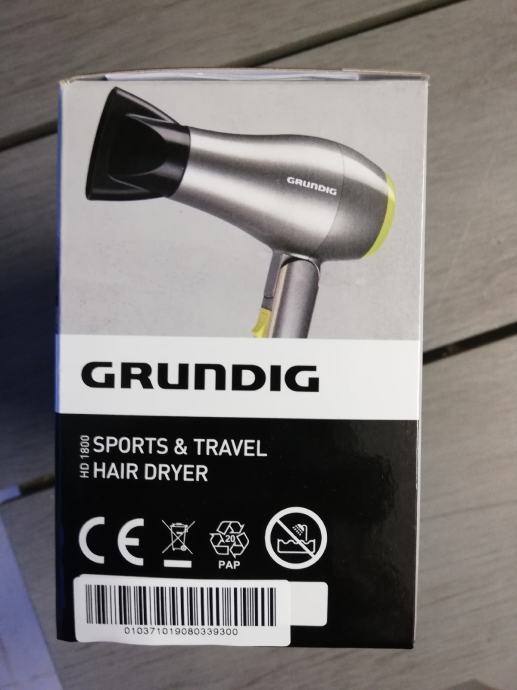 GRUNDIG
GRUNDIG
HD 1800
SPORTS & TRAVEL
HAIR DRYER
CE
20
PAP
010371019080339300